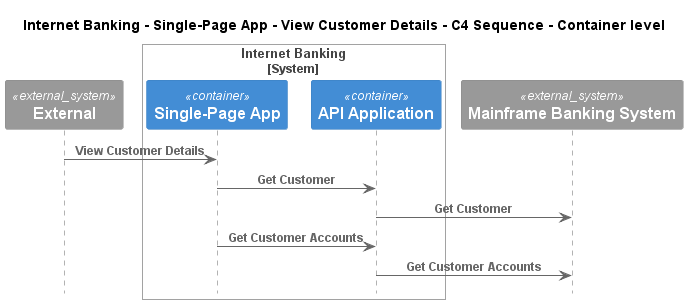 Internet Banking - Single-Page App - View Customer Details - C4 Sequence - Container level
Internet Banking
[System]
«external_system»
External
«container»
Single-Page App
«container»
API Application
«external_system»
Mainframe Banking System
View Customer Details
Get Customer
Get Customer
Get Customer Accounts
Get Customer Accounts